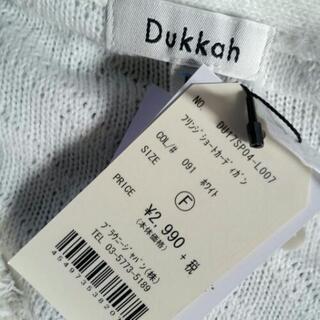 Dukkah
NO. DU17SP04-L007
フリンジショートカーディガン
COL/# 091 ホワイト
SIZE F
PRICE ¥2,990 +税
(本体価格)
ブラウニージャパン(株)
TEL 03-5773-5189